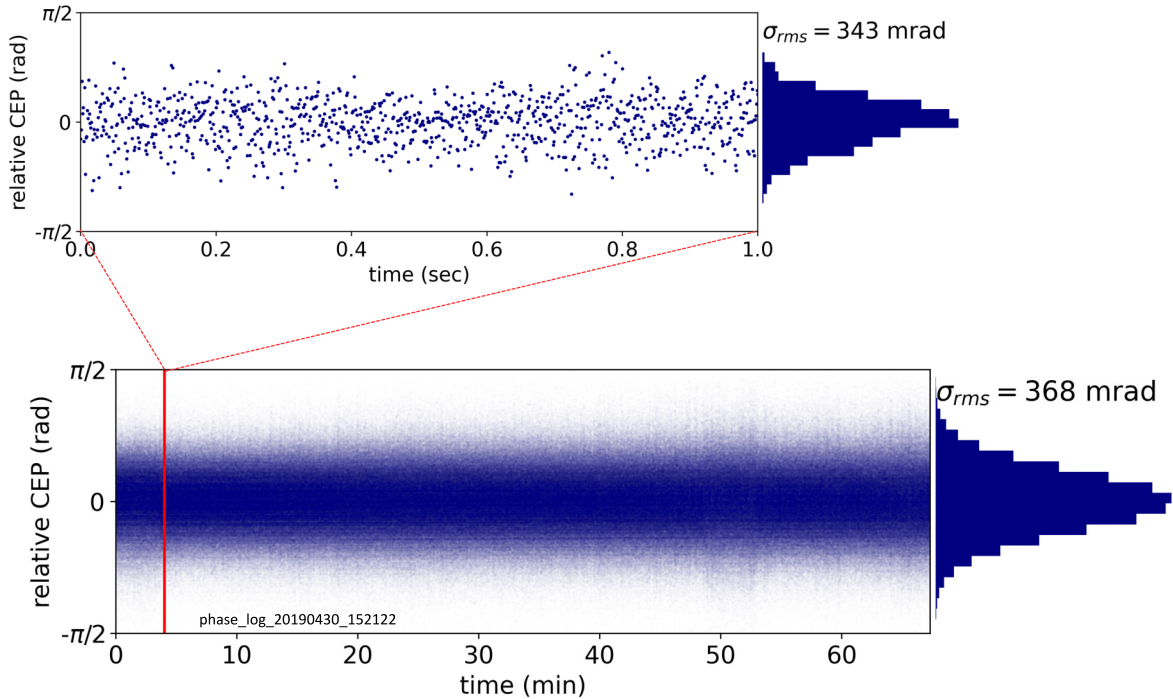 π/2
σrms = 343 mrad
relative CEP (rad)
0
-π/2
0.0 0.2 0.4 0.6 0.8 1.0
time (sec)
π/2
σrms = 368 mrad
relative CEP (rad)
0
phase_log_20190430_152122
-π/2
0 10 20 30 40 50 60
time (min)